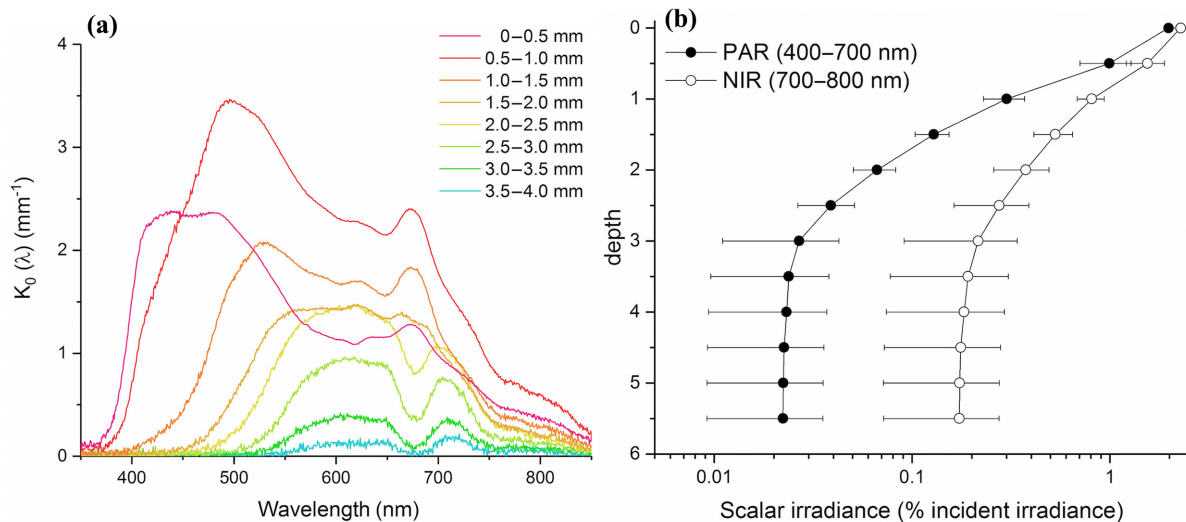 (a)
4
3
2
1
0
K₀ (λ) (mm⁻¹)
400
500
600
700
800
Wavelength (nm)
0–0.5 mm
0.5–1.0 mm
1.0–1.5 mm
1.5–2.0 mm
2.0–2.5 mm
2.5–3.0 mm
3.0–3.5 mm
3.5–4.0 mm
(b)
0
1
2
3
4
5
6
depth
PAR (400–700 nm)
NIR (700–800 nm)
0.01
0.1
1
Scalar irradiance (% incident irradiance)